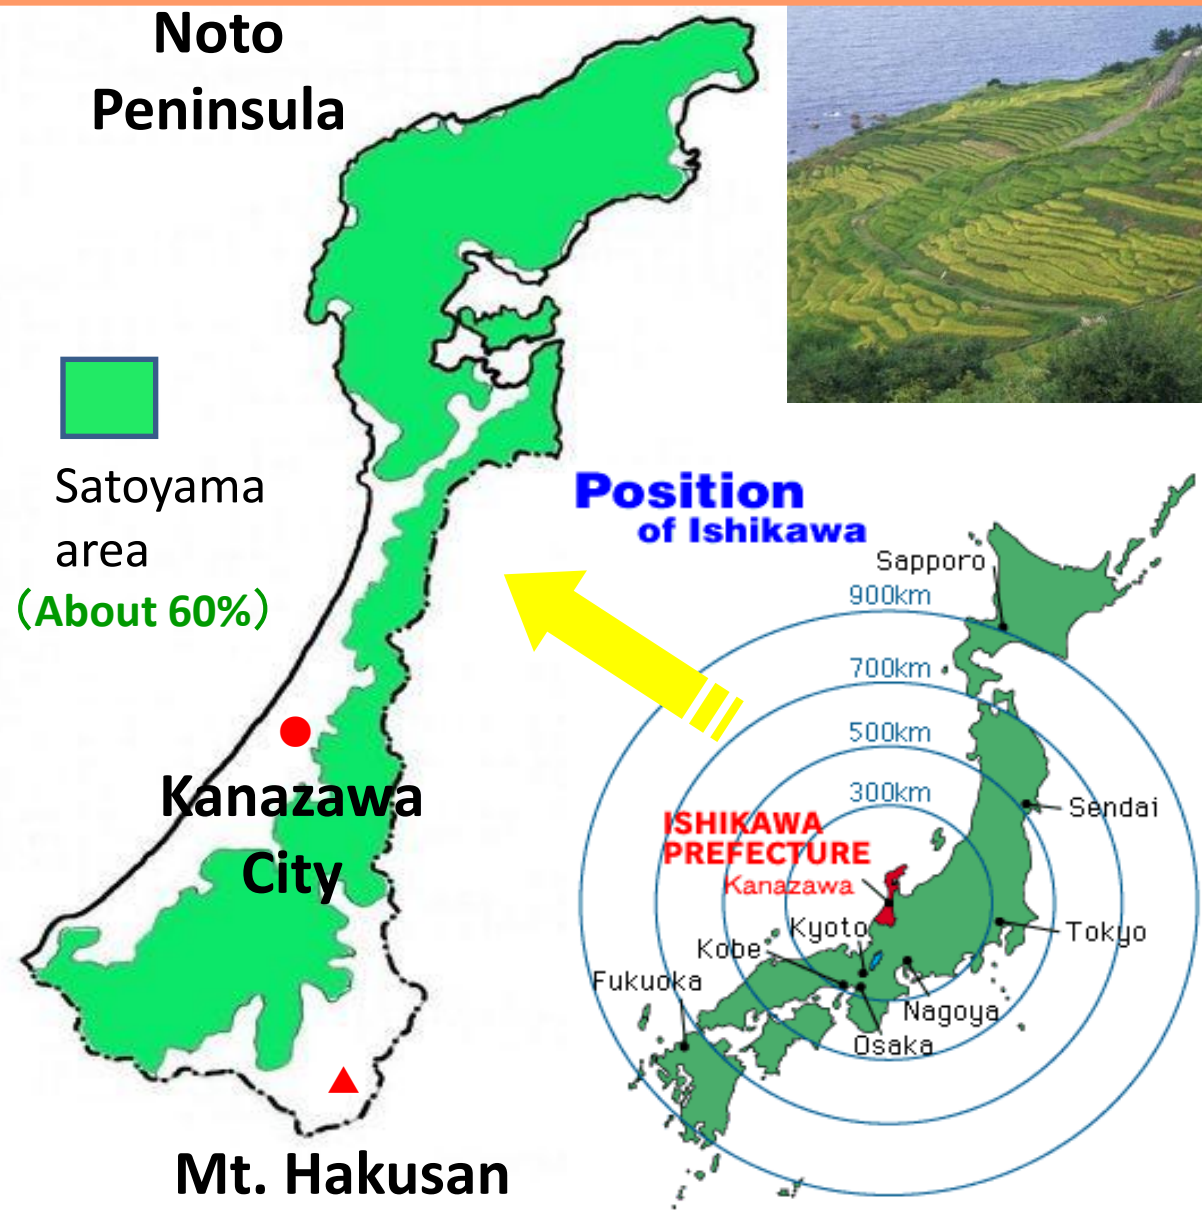 Noto
Peninsula
Satoyama
area
（About 60%）
Kanazawa
City
Mt. Hakusan
Position
of Ishikawa
Sapporo
900km
700km
500km
300km
Sendai
ISHIKAWA
PREFECTURE
Kanazawa
Kyoto
Tokyo
Kobe
Fukuoka
Nagoya
Osaka